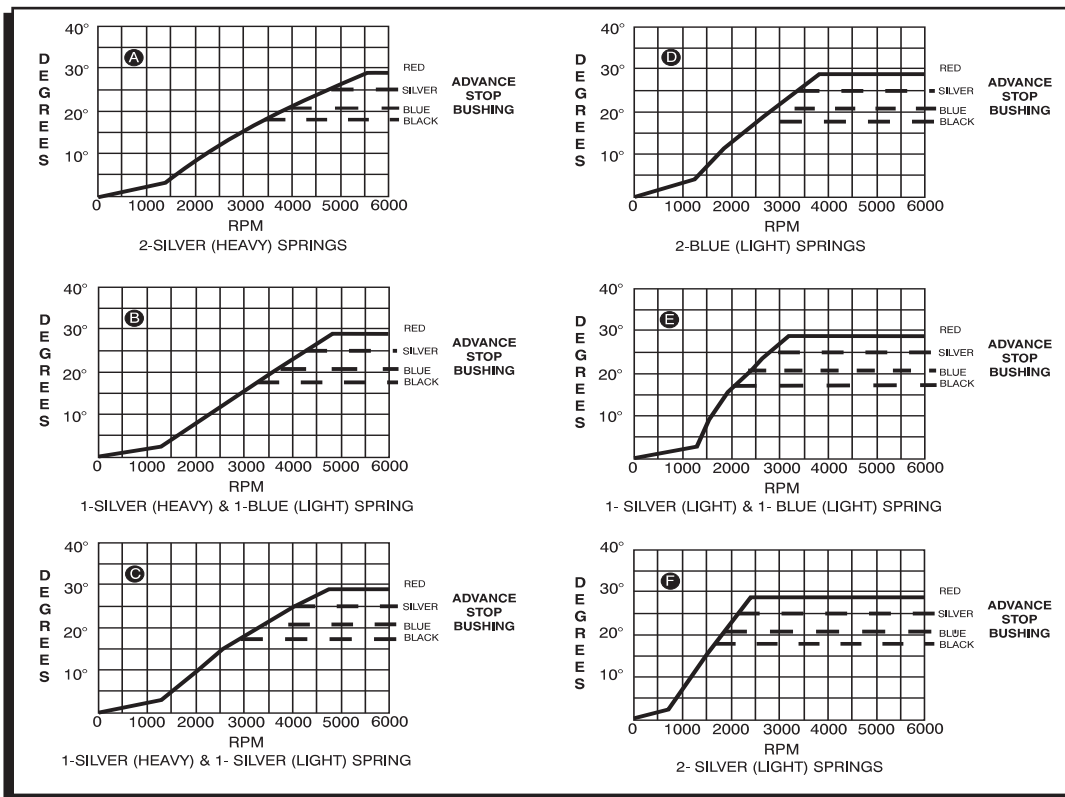 A
DEGREES
40°
30°
20°
10°
0 1000 2000 3000 4000 5000 6000
RPM
RED
SILVER
BLUE
BLACK
ADVANCE
STOP
BUSHING
2-SILVER (HEAVY) SPRINGS
D
DEGREES
40°
30°
20°
10°
0 1000 2000 3000 4000 5000 6000
RPM
RED
SILVER
BLUE
BLACK
ADVANCE
STOP
BUSHING
2-BLUE (LIGHT) SPRINGS
B
DEGREES
40°
30°
20°
10°
0 1000 2000 3000 4000 5000 6000
RPM
RED
SILVER
BLUE
BLACK
ADVANCE
STOP
BUSHING
1-SILVER (HEAVY) & 1-BLUE (LIGHT) SPRING
E
DEGREES
40°
30°
20°
10°
0 1000 2000 3000 4000 5000 6000
RPM
RED
SILVER
BLUE
BLACK
ADVANCE
STOP
BUSHING
1- SILVER (LIGHT) & 1- BLUE (LIGHT) SPRING
C
DEGREES
40°
30°
20°
10°
0 1000 2000 3000 4000 5000 6000
RPM
RED
SILVER
BLUE
BLACK
ADVANCE
STOP
BUSHING
1-SILVER (HEAVY) & 1- SILVER (LIGHT) SPRING
F
DEGREES
40°
30°
20°
10°
0 1000 2000 3000 4000 5000 6000
RPM
RED
SILVER
BLUE
BLACK
ADVANCE
STOP
BUSHING
2- SILVER (LIGHT) SPRINGS